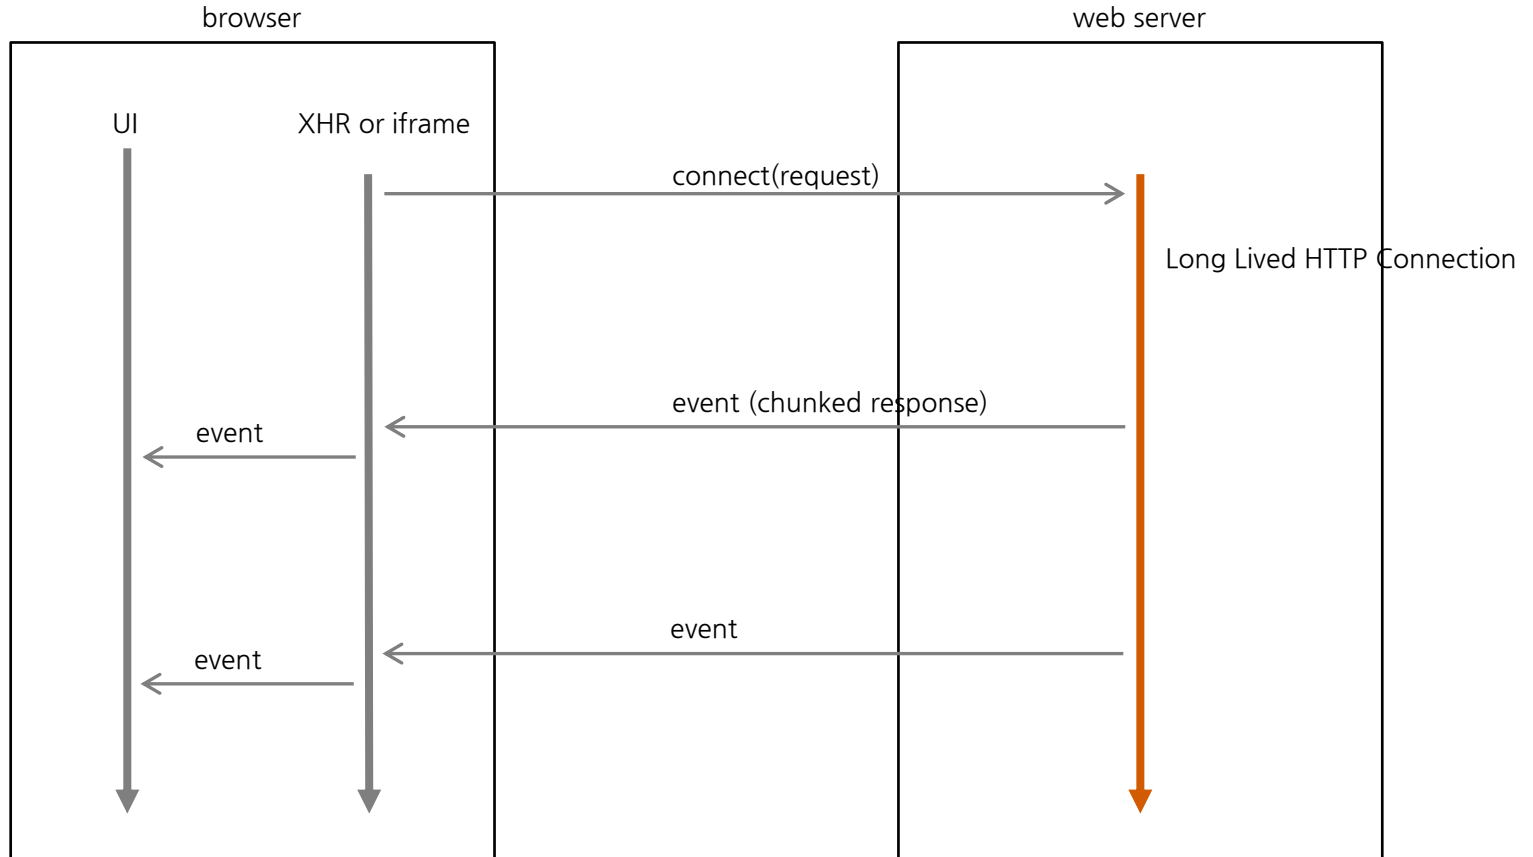 browser
web server
UI
XHR or iframe
connect(request)
Long Lived HTTP Connection
event (chunked response)
event
event
event